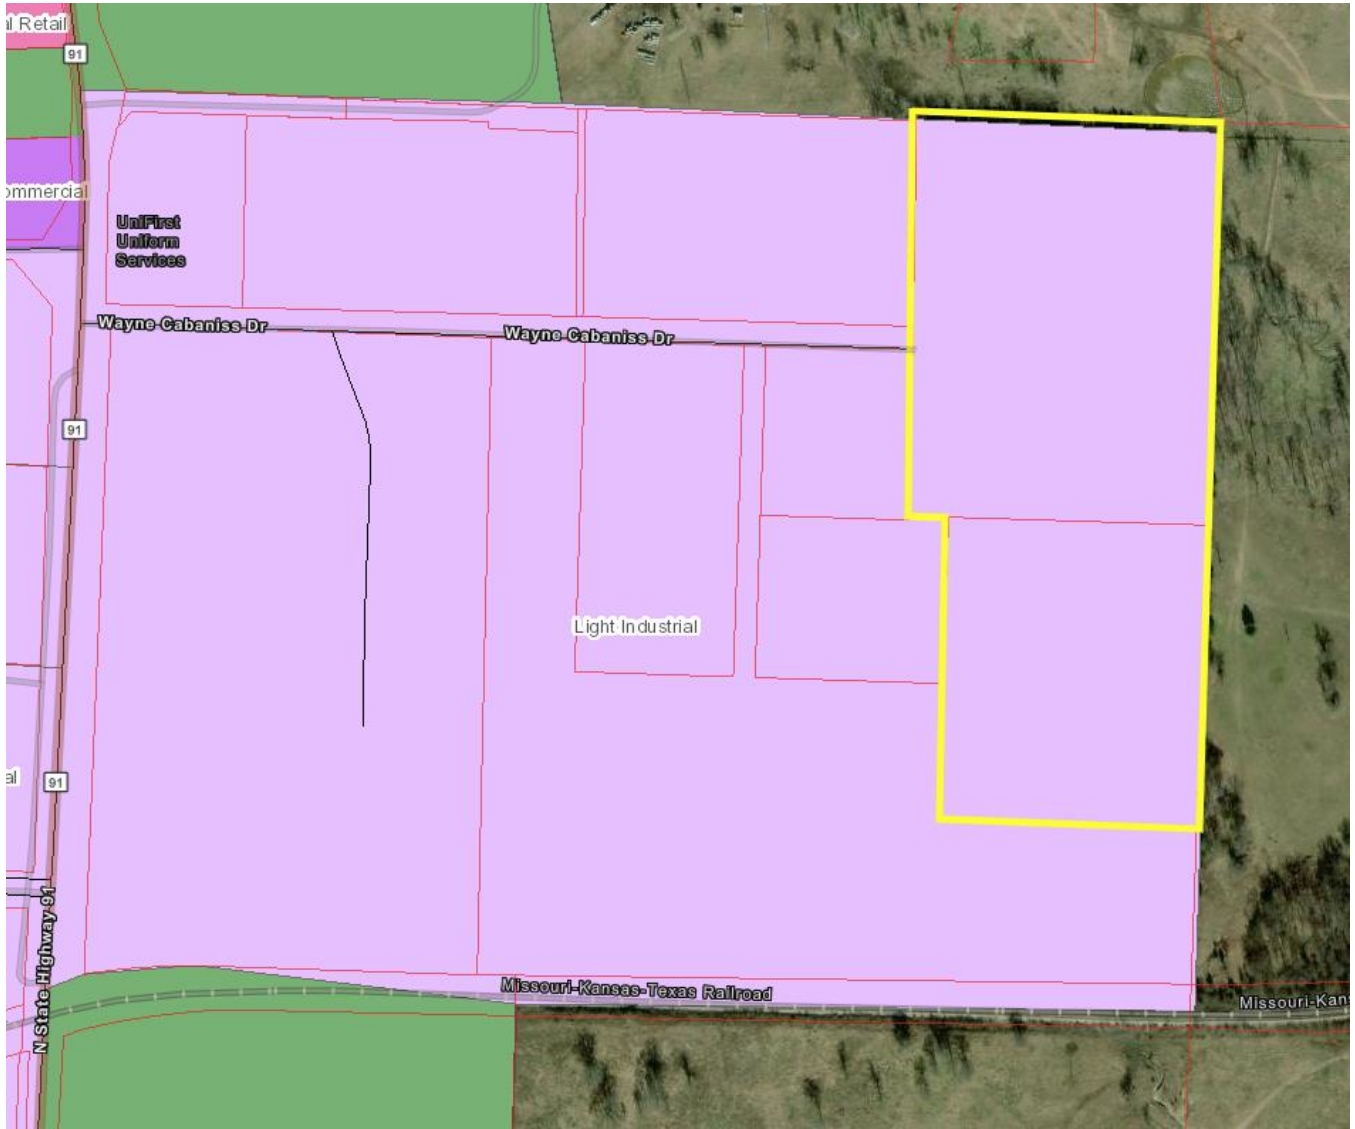 al Retail
91
ommercial
UniFirst
Uniform
Services
Wayne Cabaniss Dr
Wayne Cabaniss Dr
91
Light Industrial
al
91
N State Highway 91
Missouri-Kansas-Texas Railroad
Missouri-Kans